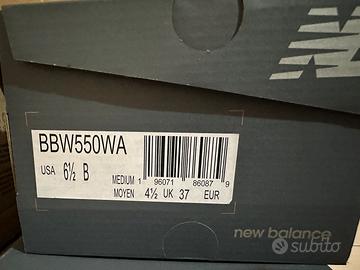 BBW550WA
USA 6½ B
MEDIUM 1 96071 86087 9
MOYEN 4½ UK 37 EUR
new balance
subito